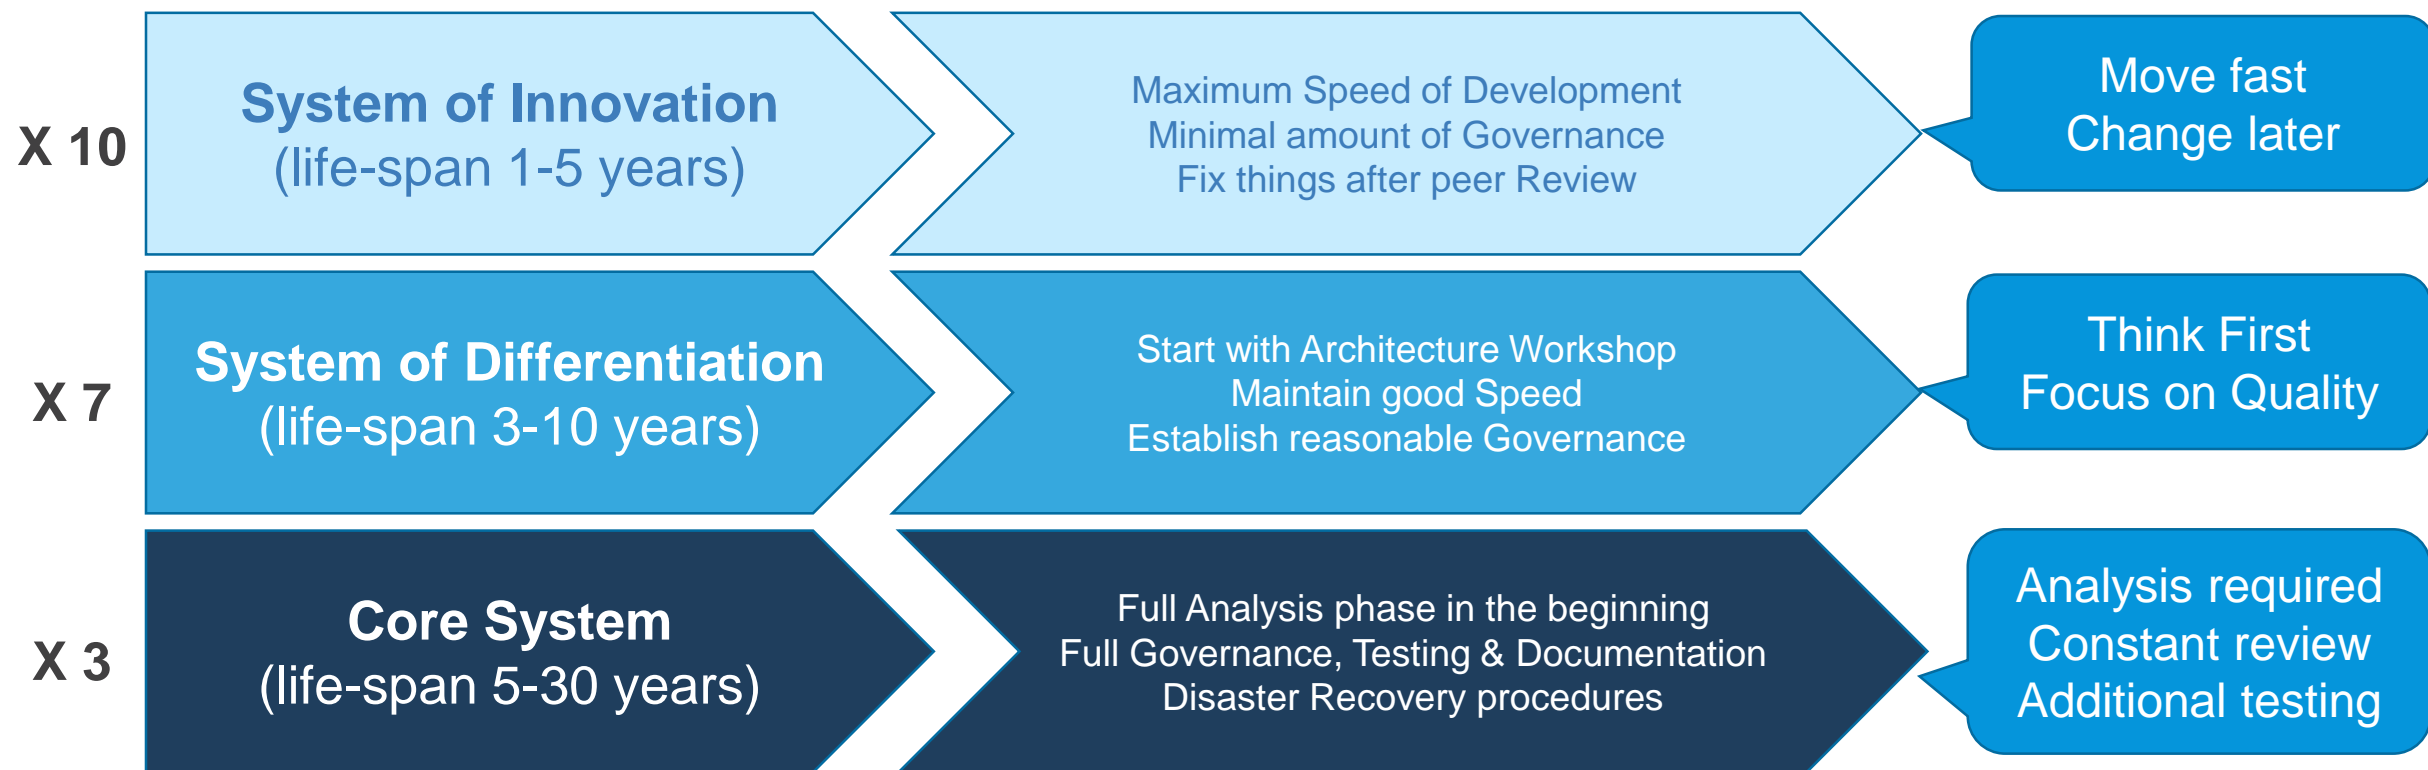 X 10
System of Innovation
(life-span 1-5 years)
Maximum Speed of Development
Minimal amount of Governance
Fix things after peer Review
Move fast
Change later
X 7
System of Differentiation
(life-span 3-10 years)
Start with Architecture Workshop
Maintain good Speed
Establish reasonable Governance
Think First
Focus on Quality
X 3
Core System
(life-span 5-30 years)
Full Analysis phase in the beginning
Full Governance, Testing & Documentation
Disaster Recovery procedures
Analysis required
Constant review
Additional testing